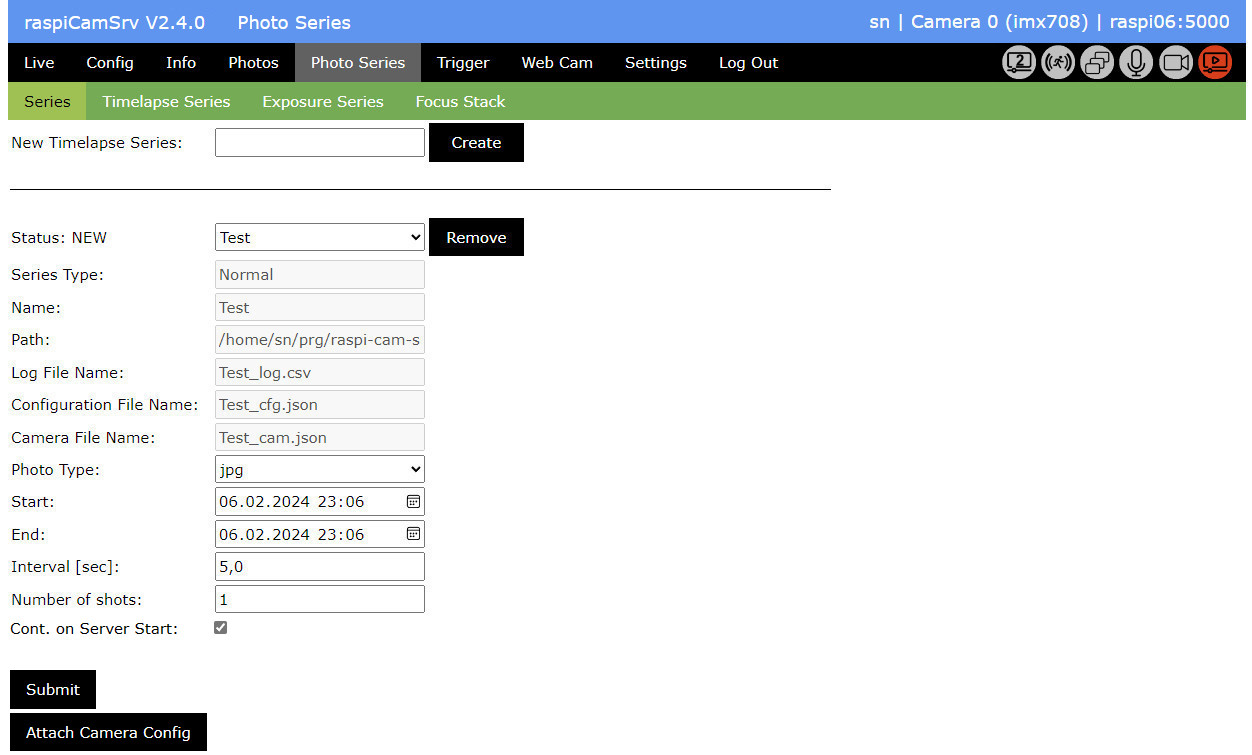 raspiCamSrv V2.4.0 Photo Series sn | Camera 0 (imx708) | raspi06:5000
Live Config Info Photos Photo Series Trigger Web Cam Settings Log Out 2
Series Timelapse Series Exposure Series Focus Stack
New Timelapse Series: Create
Status: NEW Test Remove
Series Type: Normal
Name: Test
Path: /home/sn/prg/raspi-cam-s
Log File Name: Test_log.csv
Configuration File Name: Test_cfg.json
Camera File Name: Test_cam.json
Photo Type: jpg
Start: 06.02.2024 23:06
End: 06.02.2024 23:06
Interval [sec]: 5,0
Number of shots: 1
Cont. on Server Start:
Submit
Attach Camera Config